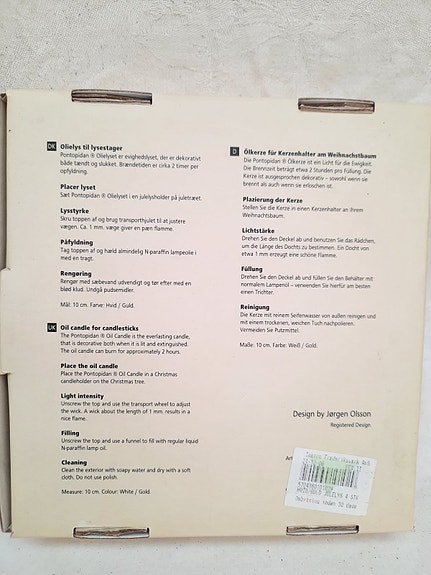 DK Olielys til lysestager
Pontopidan ® Olielyset er evighedslyset, der er dekorativt
både tændt og slukket. Brændetiden er cirka 2 timer per
opfyldning.
Placer lyset
Sæt Pontopidan ® Olielyset i en julelysholder på juletræet.
Lysstyrke
Skru toppen af og brug transporthjulet til at justere
vægen. Ca. 1 mm. væge giver en pæn flamme.
Påfyldning
Tag toppen af og hæld almindelig N-paraffin lampeolie i
med en tragt.
Rengøring
Rengør med sæbevand udvendigt og tør efter med en
blød klud. Undgå pudsemidler.
Mål: 10 cm. Farve: Hvid / Guld.
UK Oil candle for candlesticks
The Pontopidan ® Oil Candle is the everlasting candle,
that is decorative both when it is lit and extinguished.
The oil candle can burn for approximately 2 hours.
Place the oil candle
Place the Pontopidan ® Oil Candle in a Christmas
candleholder on the Christmas tree.
Light intensity
Unscrew the top and use the transport wheel to adjust
the wick. A wick about the length of 1 mm. results in a
nice flame.
Filling
Unscrew the top and use a funnel to fill with regular liquid
N-paraffin lamp oil.
Cleaning
Clean the exterior with soapy water and dry with a soft
cloth. Do not use polish.
Measure: 10 cm. Colour: White / Gold.
D Ölkerze für Kerzenhalter am Weihnachstbaum
Die Pontopidan ® Ölkerze ist ein Licht für die Ewigkeit.
Die Brennzeit beträgt etwa 2 Stunden pro Füllung. Die
Kerze ist ausgesprochen dekorativ – sowohl wenn sie
brennt als auch wenn sie erloschen ist.
Plazierung der Kerze
Stellen Sie die Kerze in einen Kerzenhalter an Ihrem
Weihnachtsbaum.
Lichtstärke
Drehen Sie den Deckel ab und benutzen Sie das Rädchen,
um die Länge des Dochts zu bestimmen. Ein Docht von
etwa 1 mm erzeugt eine schöne Flamme.
Füllung
Drehen Sie den Deckel ab und füllen Sie den Behälter mit
normalem Lampenöl – verwenden Sie hierfür am besten
einen Trichter.
Reinigung
Die Kerze mit reinem Seifenwasser von außen reinigen und
mit einem trockenen, weichen Tuch nachpolieren.
Vermeiden Sie Putzmittel.
Maße: 10 cm. Farbe: Weiß / Gold.
Design by Jørgen Olsson
Registered Design
Art